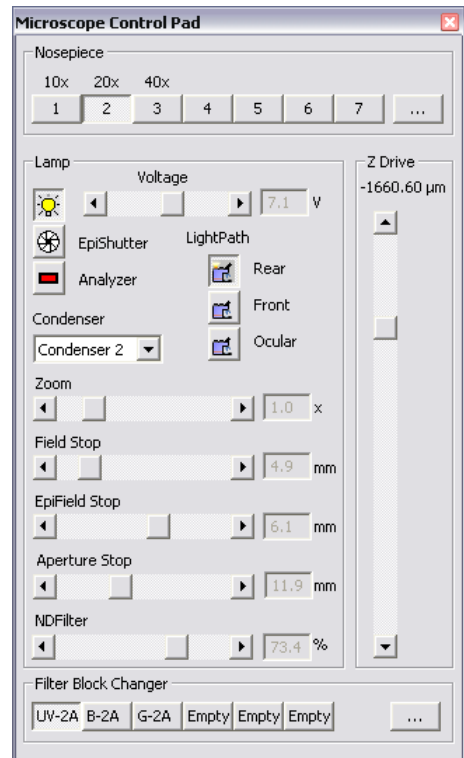 Microscope Control Pad
Nosepiece
10x 20x 40x
1 2 3 4 5 6 7 ...
Lamp
Voltage
7.1 V
EpiShutter
Analyzer
LightPath
Rear
Front
Ocular
Condenser
Condenser 2
Zoom
1.0 x
Field Stop
4.9 mm
EpiField Stop
6.1 mm
Aperture Stop
11.9 mm
NDFilter
73.4 %
Z Drive
-1660.60 µm
Filter Block Changer
UV-2A B-2A G-2A Empty Empty Empty ...